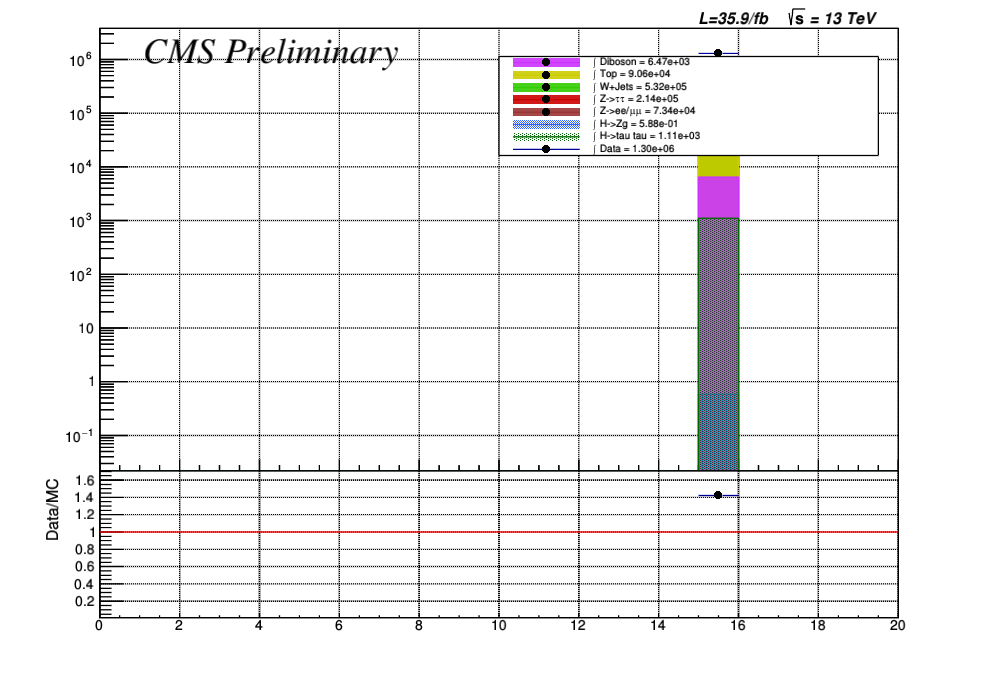 L=35.9/fb √s = 13 TeV
CMS Preliminary
∫ Diboson = 6.47e+03
∫ Top = 9.06e+04
∫ W+Jets = 5.32e+05
∫ Z->ττ = 2.14e+05
∫ Z->ee/μμ = 7.34e+04
∫ H->Zg = 5.88e-01
∫ H->tau tau = 1.11e+03
∫ Data = 1.30e+06
10⁶
10⁵
10⁴
10³
10²
10
1
10⁻¹
Data/MC
1.6
1.4
1.2
1
0.8
0.6
0.4
0.2
0 2 4 6 8 10 12 14 16 18 20